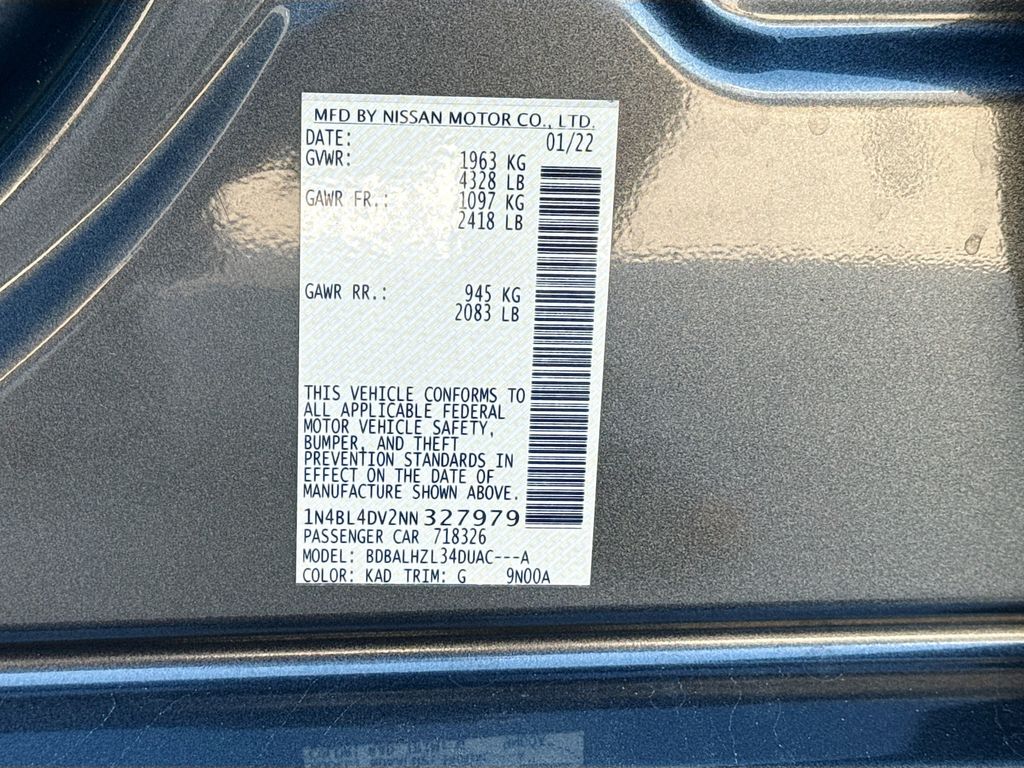 MFD BY NISSAN MOTOR CO., LTD.
DATE: 01/22
GVWR: 1963 KG
4328 LB
GAWR FR.: 1097 KG
2418 LB
GAWR RR.: 945 KG
2083 LB
THIS VEHICLE CONFORMS TO
ALL APPLICABLE FEDERAL
MOTOR VEHICLE SAFETY,
BUMPER, AND THEFT
PREVENTION STANDARDS IN
EFFECT ON THE DATE OF
MANUFACTURE SHOWN ABOVE.
1N4BL4DV2NN 327979
PASSENGER CAR 718326
MODEL: BDBALHZL34DUAC---A
COLOR: KAD TRIM: G 9N00A